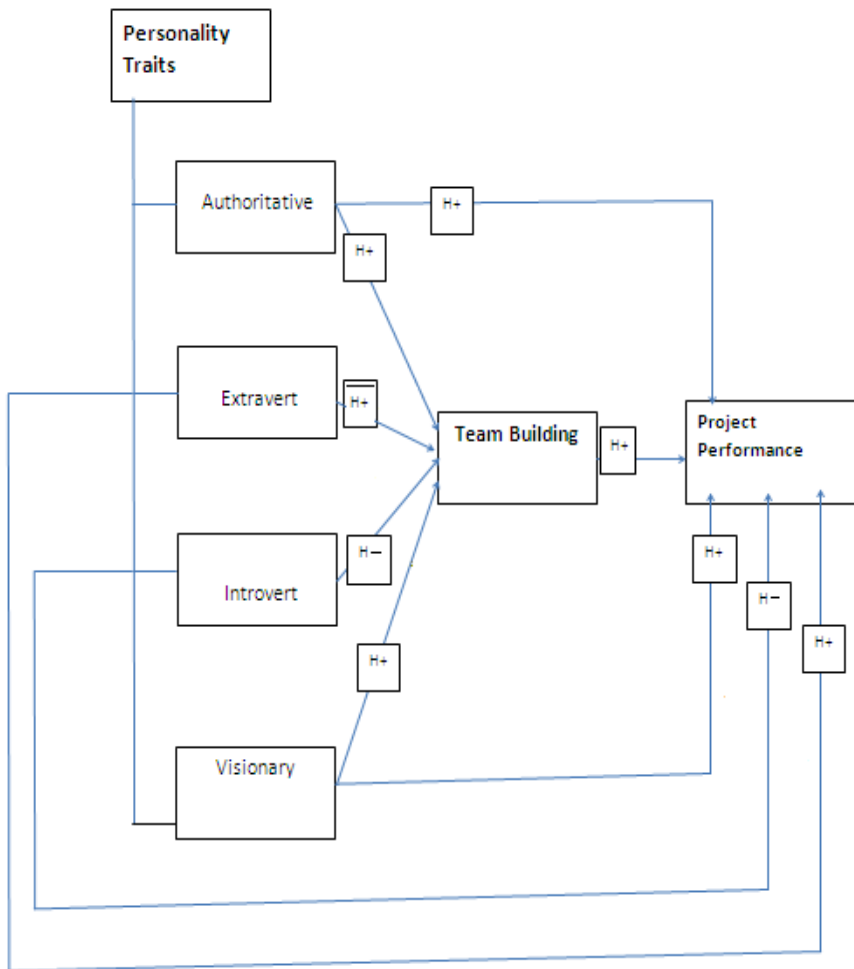 Personality
Traits
Authoritative
H+
H+
Extravert
H+
Team Building
H+
Project
Performance
Introvert
H−
H+
H−
H+
H+
Visionary